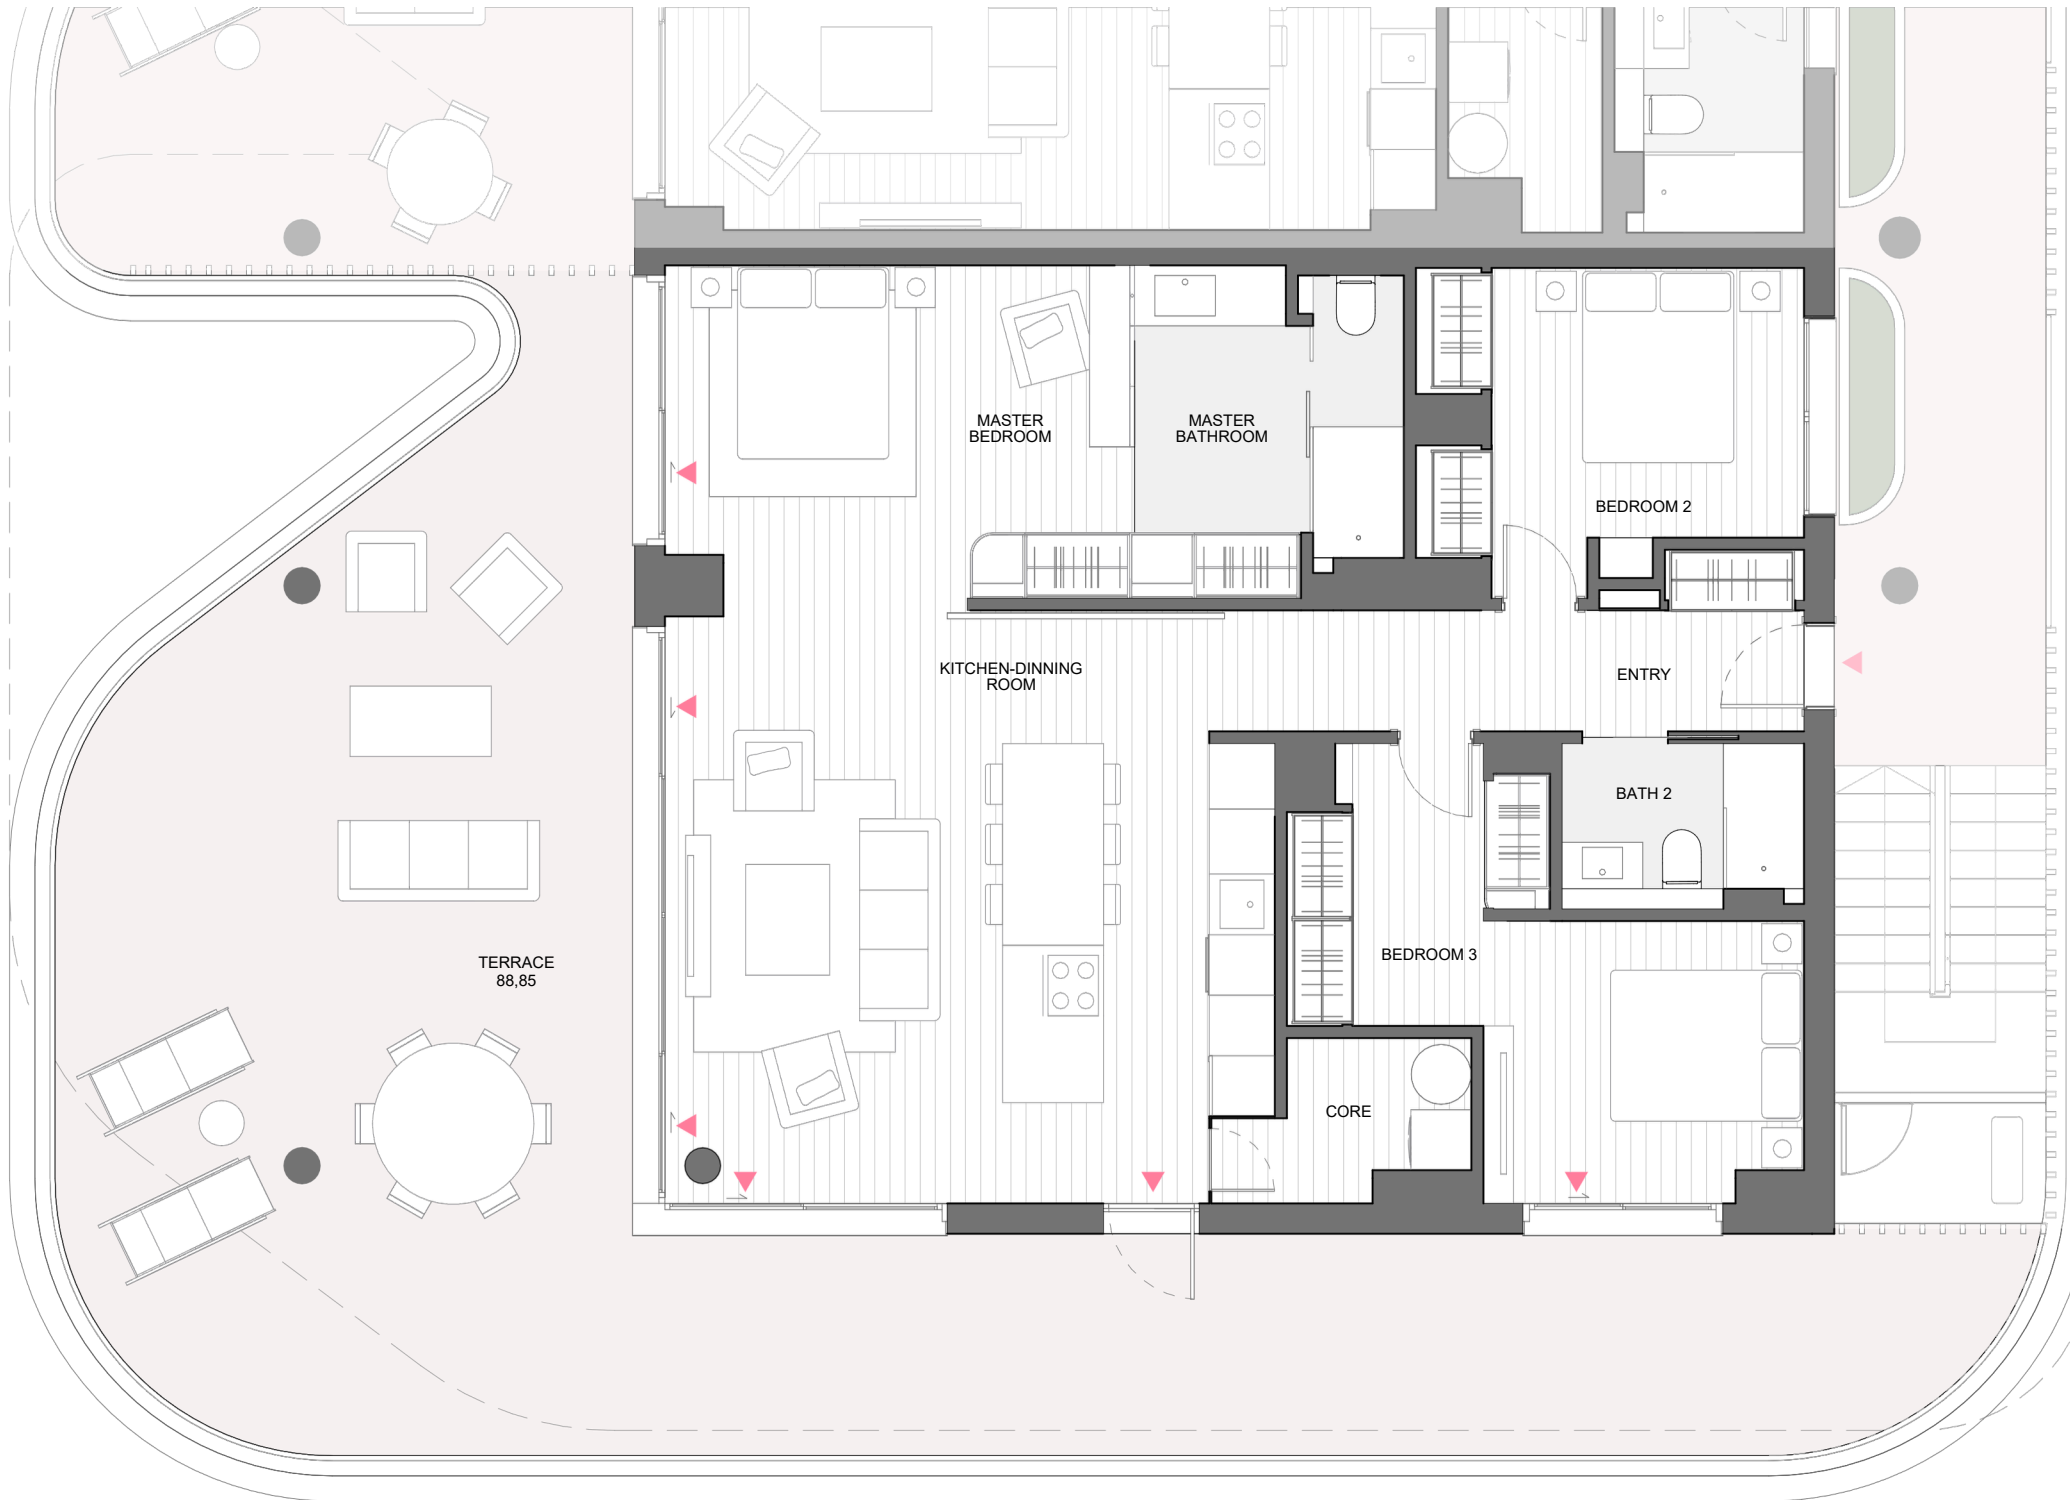 MASTER
BEDROOM
MASTER
BATHROOM
BEDROOM 2
KITCHEN-DINNING
ROOM
ENTRY
BATH 2
BEDROOM 3
TERRACE
88,85
CORE